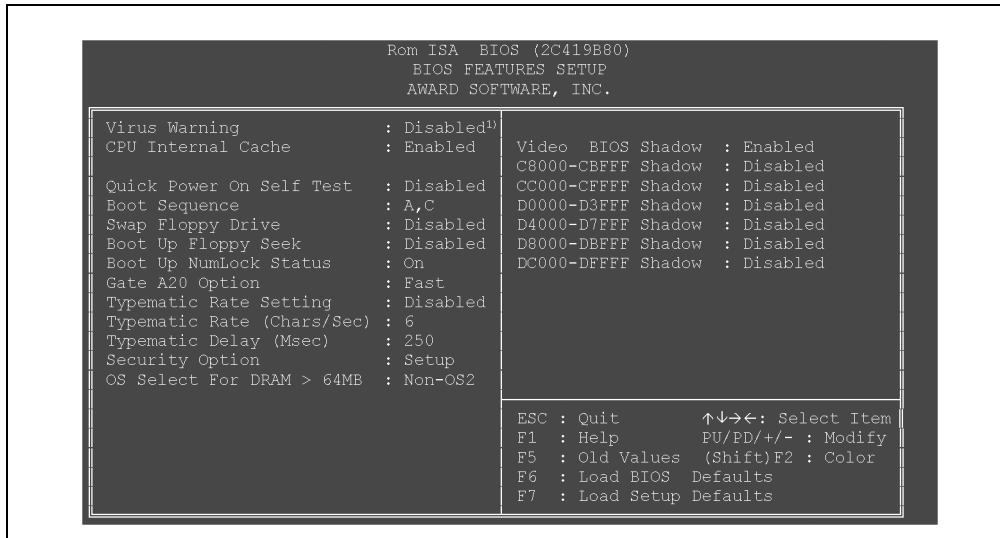 Rom ISA  BIOS (2C419B80)
BIOS FEATURES SETUP
AWARD SOFTWARE, INC.
Virus Warning : Disabled1)
CPU Internal Cache : Enabled
Quick Power On Self Test : Disabled
Boot Sequence : A,C
Swap Floppy Drive : Disabled
Boot Up Floppy Seek : Disabled
Boot Up NumLock Status : On
Gate A20 Option : Fast
Typematic Rate Setting : Disabled
Typematic Rate (Chars/Sec) : 6
Typematic Delay (Msec) : 250
Security Option : Setup
OS Select For DRAM > 64MB : Non-OS2
Video  BIOS Shadow : Enabled
C8000-CBFFF Shadow : Disabled
CC000-CFFFF Shadow : Disabled
D0000-D3FFF Shadow : Disabled
D4000-D7FFF Shadow : Disabled
D8000-DBFFF Shadow : Disabled
DC000-DFFFF Shadow : Disabled
ESC : Quit ↑↓→←: Select Item
F1 : Help PU/PD/+/- : Modify
F5 : Old Values (Shift)F2 : Color
F6 : Load BIOS  Defaults
F7 : Load Setup Defaults